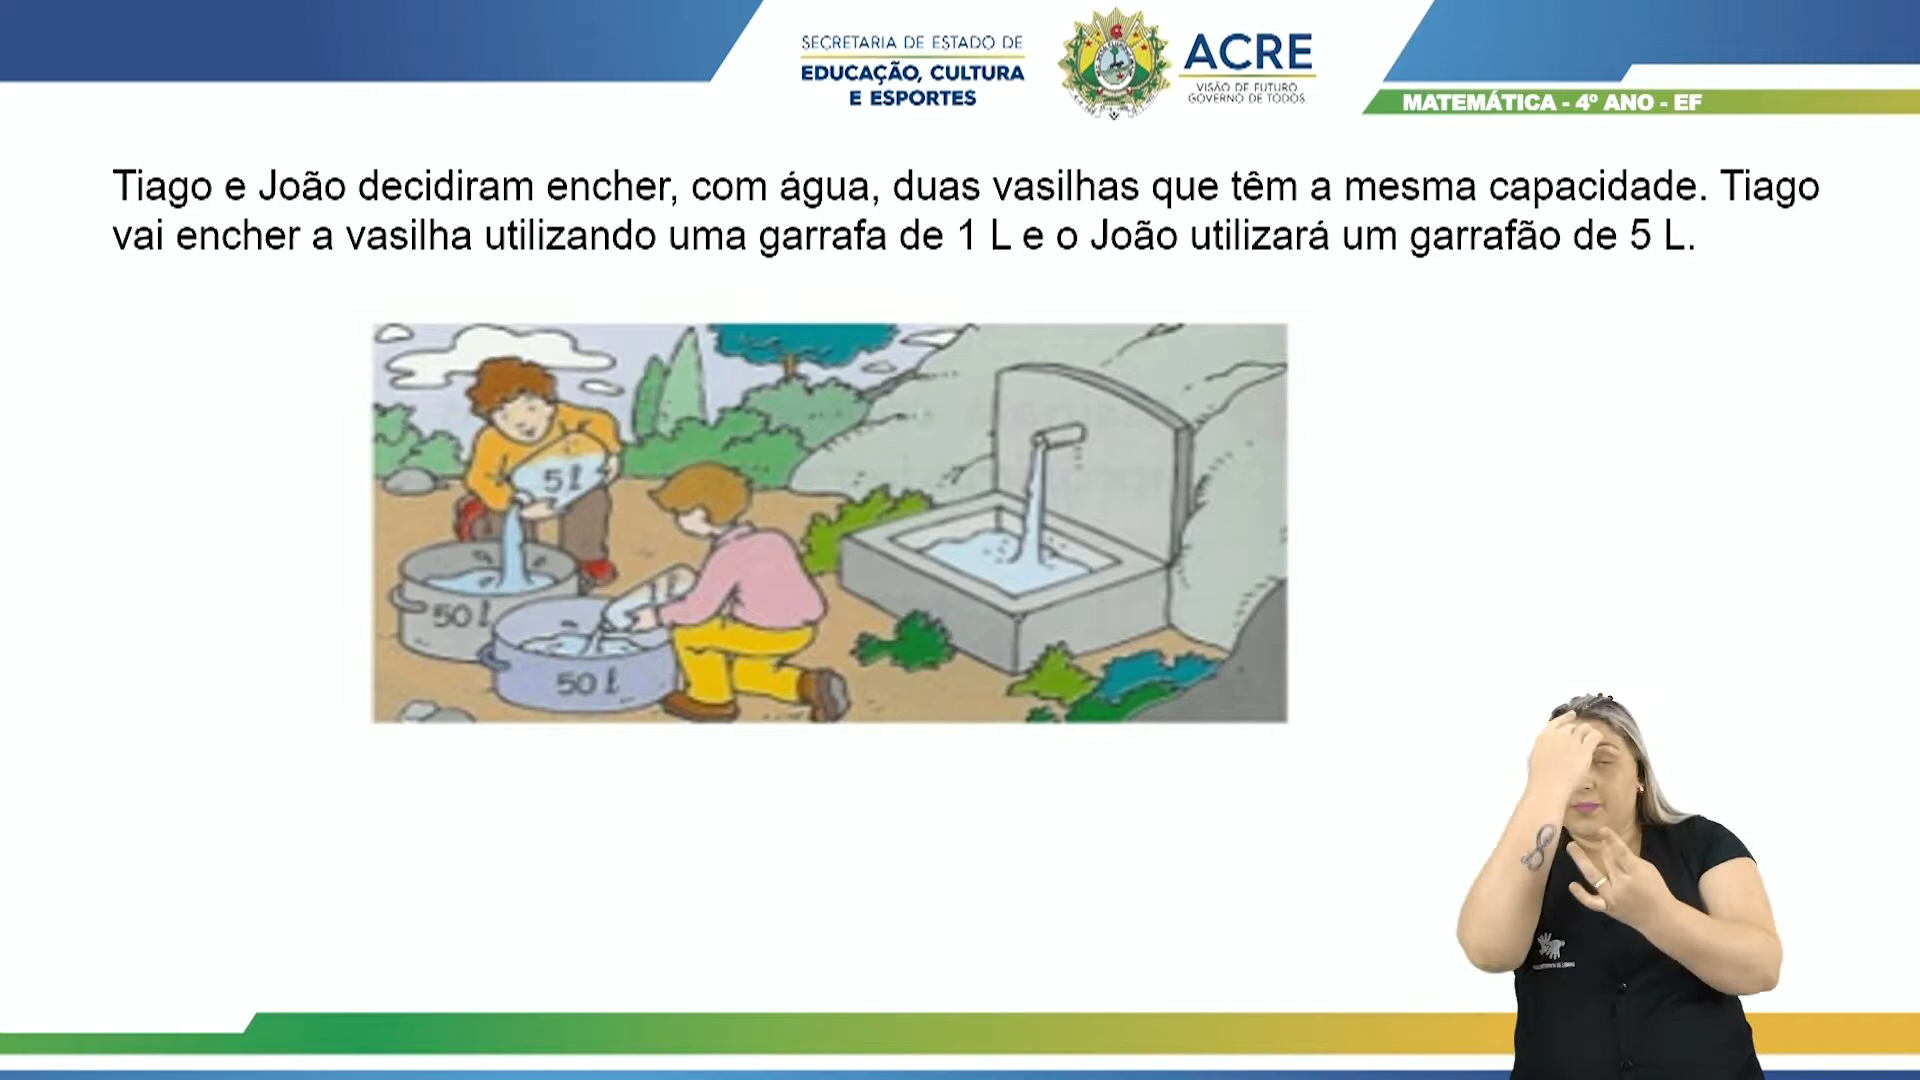 SECRETARIA DE ESTADO DE
EDUCAÇÃO, CULTURA
E ESPORTES
ACRE
VISÃO DE FUTURO
GOVERNO DE TODOS
MATEMÁTICA - 4º ANO - EF
Tiago e João decidiram encher, com água, duas vasilhas que têm a mesma capacidade. Tiago
vai encher a vasilha utilizando uma garrafa de 1 L e o João utilizará um garrafão de 5 L.
5 l
50 l
50 l